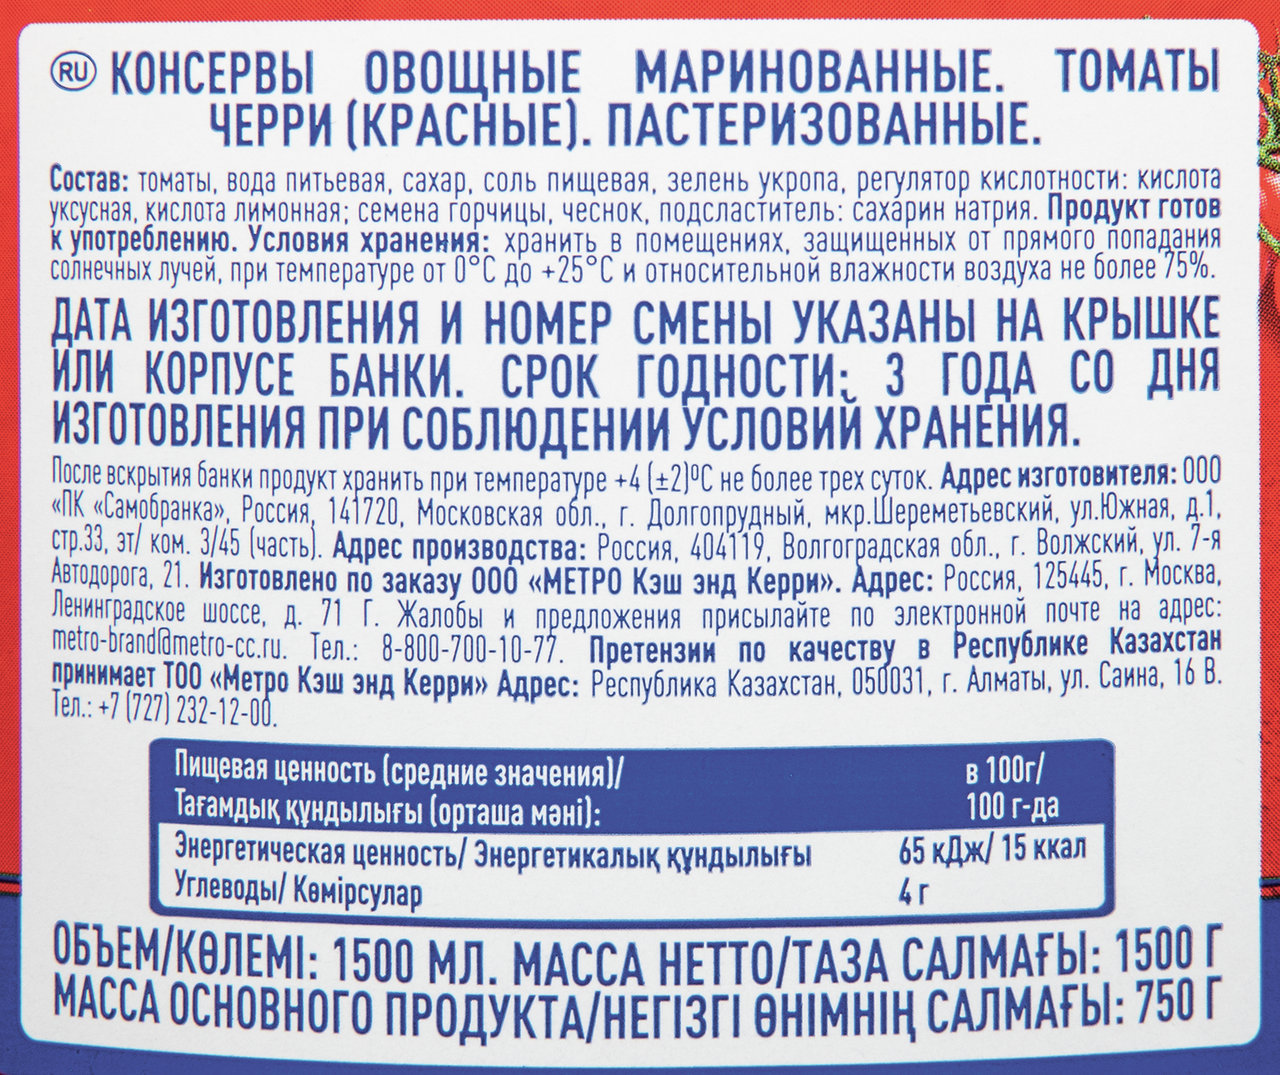 RU КОНСЕРВЫ ОВОЩНЫЕ МАРИНОВАННЫЕ. ТОМАТЫ
ЧЕРРИ (КРАСНЫЕ). ПАСТЕРИЗОВАННЫЕ.
Состав: томаты, вода питьевая, сахар, соль пищевая, зелень укропа, регулятор кислотности: кислота
уксусная, кислота лимонная; семена горчицы, чеснок, подсластитель: сахарин натрия. Продукт готов
к употреблению. Условия хранения: хранить в помещениях, защищенных от прямого попадания
солнечных лучей, при температуре от 0°С до +25°С и относительной влажности воздуха не более 75%.
ДАТА ИЗГОТОВЛЕНИЯ И НОМЕР СМЕНЫ УКАЗАНЫ НА КРЫШКЕ
ИЛИ КОРПУСЕ БАНКИ. СРОК ГОДНОСТИ: 3 ГОДА СО ДНЯ
ИЗГОТОВЛЕНИЯ ПРИ СОБЛЮДЕНИИ УСЛОВИЙ ХРАНЕНИЯ.
После вскрытия банки продукт хранить при температуре +4 (±2)ºС не более трех суток. Адрес изготовителя: ООО
«ПК «Самобранка», Россия, 141720, Московская обл., г. Долгопрудный, мкр.Шереметьевский, ул.Южная, д.1,
стр.33, эт/ ком. 3/45 (часть). Адрес производства: Россия, 404119, Волгоградская обл., г. Волжский, ул. 7-я
Автодорога, 21. Изготовлено по заказу ООО «МЕТРО Кэш энд Керри». Адрес: Россия, 125445, г. Москва,
Ленинградское шоссе, д. 71 Г. Жалобы и предложения присылайте по электронной почте на адрес:
metro-brand@metro-cc.ru. Тел.: 8-800-700-10-77. Претензии по качеству в Республике Казахстан
принимает ТОО «Метро Кэш энд Керри» Адрес: Республика Казахстан, 050031, г. Алматы, ул. Саина, 16 В.
Тел.: +7 (727) 232-12-00.
Пищевая ценность (средние значения)/ в 100г/
Тағамдық құндылығы (орташа мәні): 100 г-да
Энергетическая ценность/ Энергетикалық құндылығы 65 кДж/ 15 ккал
Углеводы/ Көмірсулар 4 г
ОБЪЕМ/КӨЛЕМІ: 1500 МЛ. МАССА НЕТТО/ТАЗА САЛМАҒЫ: 1500 Г
МАССА ОСНОВНОГО ПРОДУКТА/НЕГІЗГІ ӨНІМНІҢ САЛМАҒЫ: 750 Г